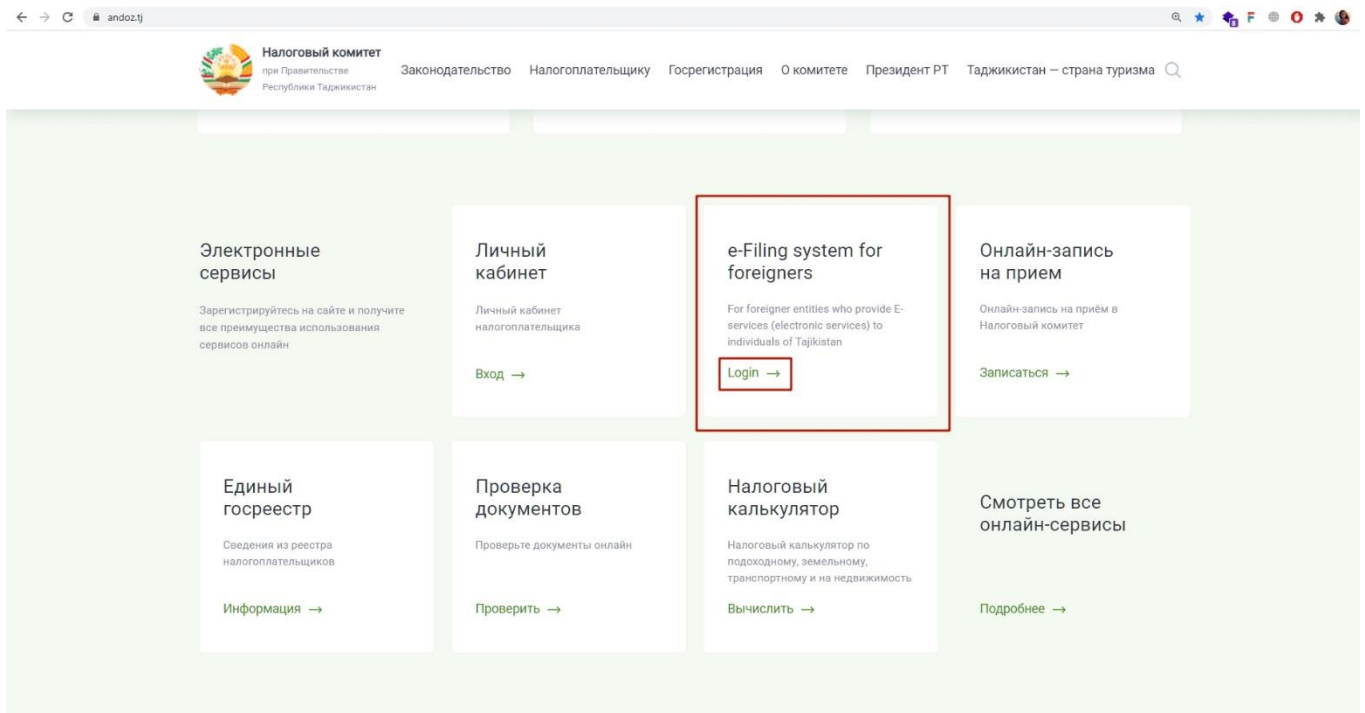 andoz.tj
Налоговый комитет
при Правительстве
Республики Таджикистан
Законодательство Налогоплательщику Госрегистрация О комитете Президент РТ Таджикистан — страна туризма
Электронные
сервисы
Зарегистрируйтесь на сайте и получите
все преимущества использования
сервисов онлайн
Личный
кабинет
Личный кабинет
налогоплательщика
Вход →
e-Filing system for
foreigners
For foreigner entities who provide E-
services (electronic services) to
individuals of Tajikistan
Login →
Онлайн-запись
на прием
Онлайн-запись на приём в
Налоговый комитет
Записаться →
Единый
госреестр
Сведения из реестра
налогоплательщиков
Информация →
Проверка
документов
Проверьте документы онлайн
Проверить →
Налоговый
калькулятор
Налоговый калькулятор по
подоходному, земельному,
транспортному и на недвижимость
Вычислить →
Смотреть все
онлайн-сервисы
Подробнее →